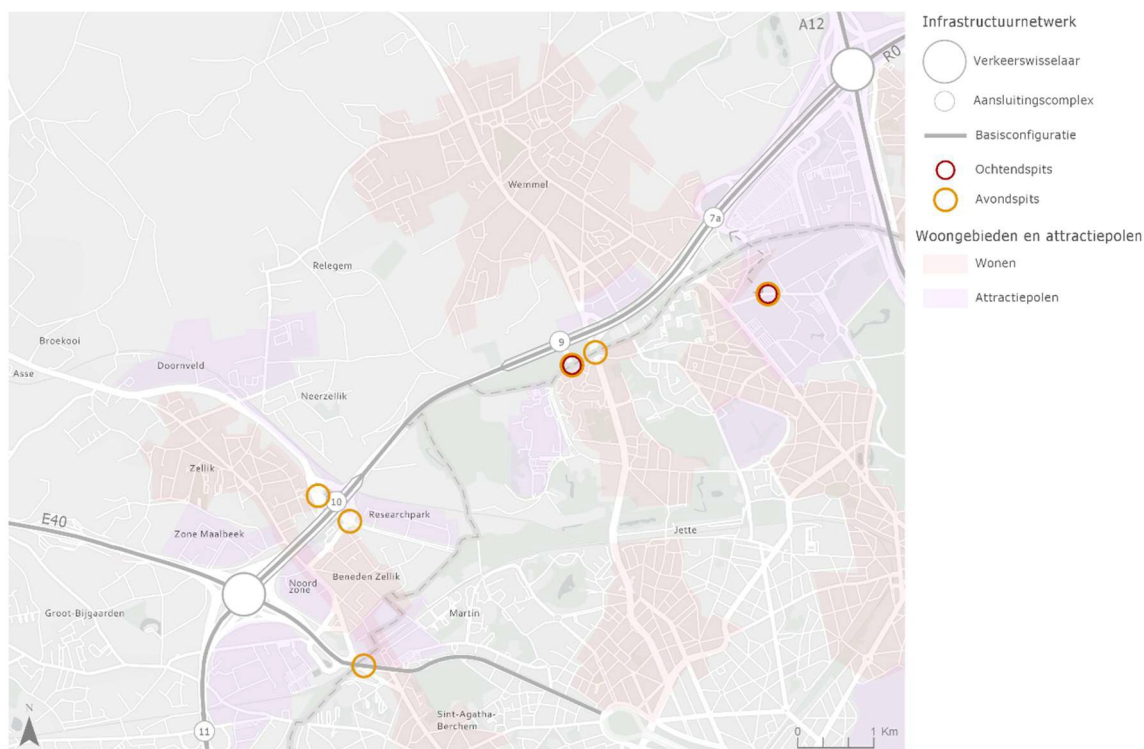 A12
R0
Wemmel
7a
Relegem
9
Broekooi
Asse
Doornveld
Neerzellik
Zellik
10
Researchpark
E40
Zone Maalbeek
Jette
Noord
zone
Beneden Zellik
Groot-Bijgaarden
Martin
Sint-Agatha-
Berchem
11
N
0
1 Km
Infrastructuurnetwerk
Verkeerswisselaar
Aansluitingscomplex
Basisconfiguratie
Ochtendspits
Avondspits
Woongebieden en attractiepolen
Wonen
Attractiepolen